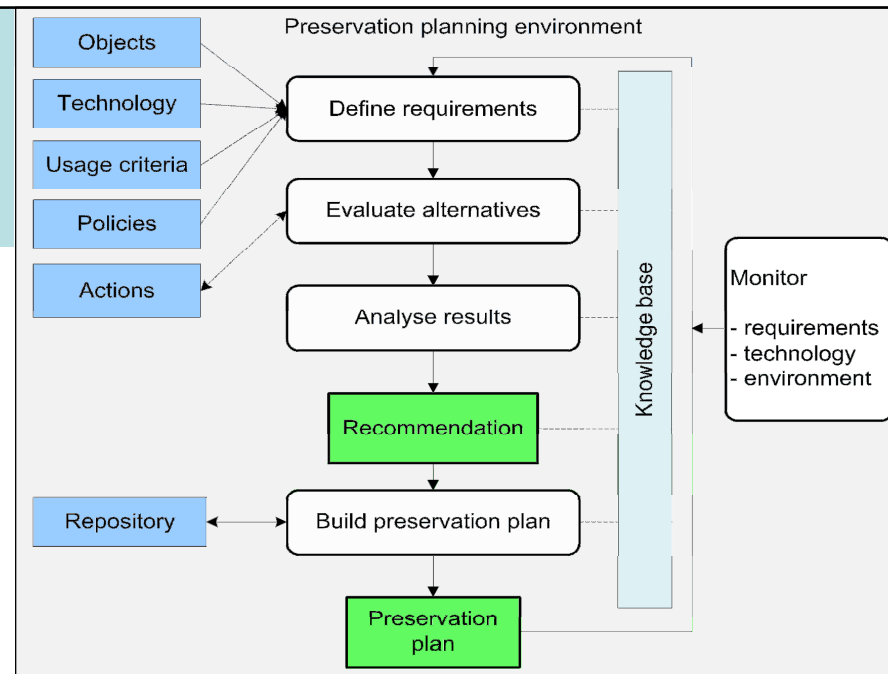 Preservation planning environment
Objects
Technology
Usage criteria
Policies
Actions
Repository
Define requirements
Evaluate alternatives
Analyse results
Recommendation
Build preservation plan
Preservation
plan
Knowledge base
Monitor
- requirements
- technology
- environment